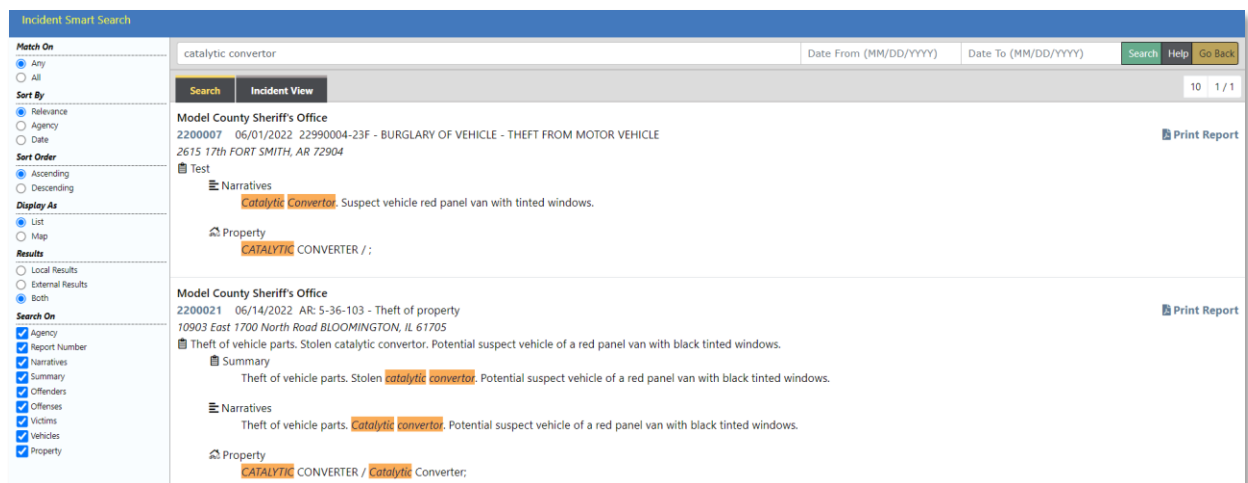 Incident Smart Search
Match On
Any
All
Sort By
Relevance
Agency
Date
Sort Order
Ascending
Descending
Display As
List
Map
Results
Local Results
External Results
Both
Search On
Agency
Report Number
Narratives
Summary
Offenders
Offenses
Victims
Vehicles
Property
catalytic convertor Date From (MM/DD/YYYY) Date To (MM/DD/YYYY) Search Help Go Back
Search Incident View 10 1 / 1
Model County Sheriff's Office
2200007 06/01/2022 22990004-23F - BURGLARY OF VEHICLE - THEFT FROM MOTOR VEHICLE Print Report
2615 17th FORT SMITH, AR 72904
Test
Narratives
Catalytic Convertor. Suspect vehicle red panel van with tinted windows.
Property
CATALYTIC CONVERTER / ;
Model County Sheriff's Office
2200021 06/14/2022 AR: 5-36-103 - Theft of property Print Report
10903 East 1700 North Road BLOOMINGTON, IL 61705
Theft of vehicle parts. Stolen catalytic convertor. Potential suspect vehicle of a red panel van with black tinted windows.
Summary
Theft of vehicle parts. Stolen catalytic convertor. Potential suspect vehicle of a red panel van with black tinted windows.
Narratives
Theft of vehicle parts. Catalytic convertor. Potential suspect vehicle of a red panel van with black tinted windows.
Property
CATALYTIC CONVERTER / Catalytic Converter;